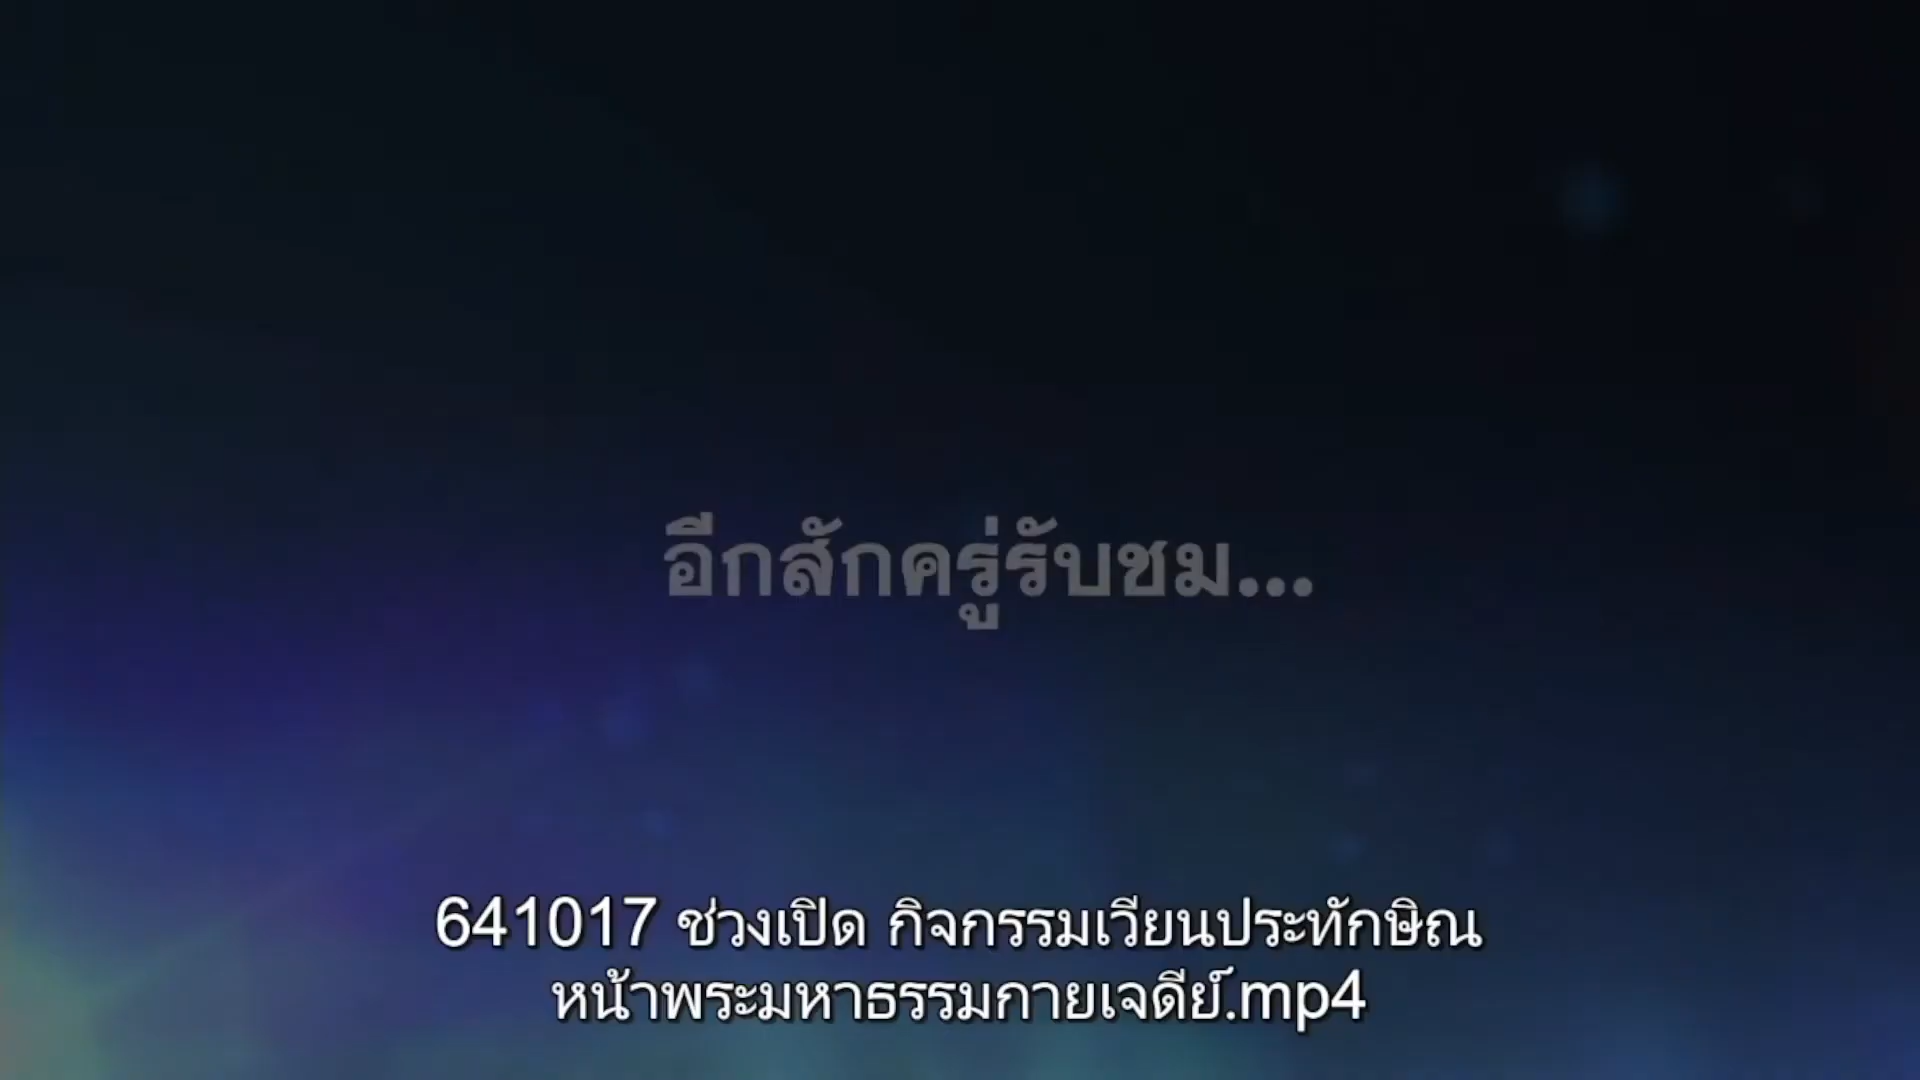 อีกสักครู่รับชม...
641017 ช่วงเปิด กิจกรรมเวียนประทักษิณ
หน้าพระมหาธรรมกายเจดีย์.mp4